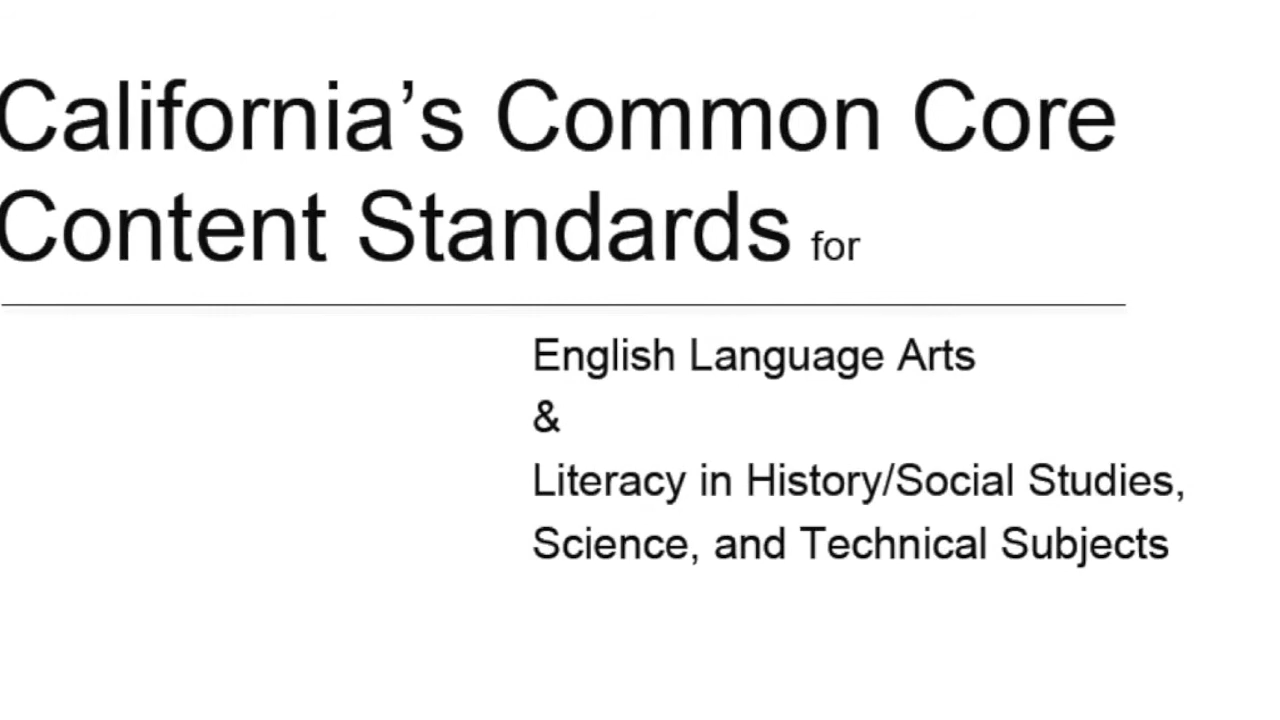 California’s Common Core
Content Standards for
English Language Arts
&
Literacy in History/Social Studies,
Science, and Technical Subjects